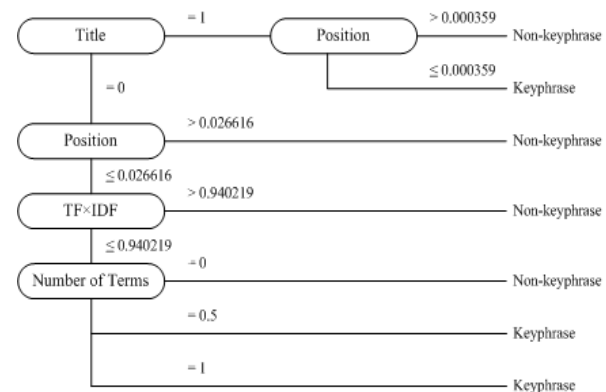 Title
= 1
Position
> 0.000359
Non-keyphrase
≤ 0.000359
Keyphrase
= 0
Position
> 0.026616
Non-keyphrase
≤ 0.026616
TF×IDF
> 0.940219
Non-keyphrase
≤ 0.940219
Number of Terms
= 0
Non-keyphrase
= 0.5
Keyphrase
= 1
Keyphrase